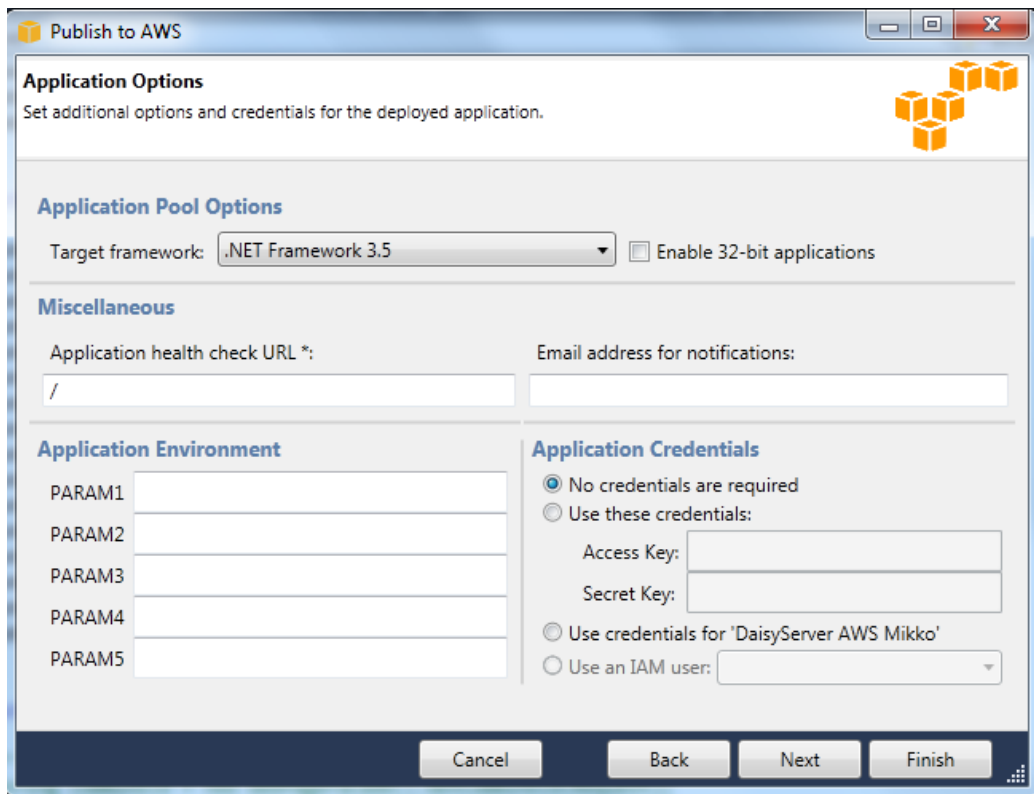 Publish to AWS
Application Options
Set additional options and credentials for the deployed application.
Application Pool Options
Target framework: .NET Framework 3.5 Enable 32-bit applications
Miscellaneous
Application health check URL *: Email address for notifications:
/
Application Environment
PARAM1
PARAM2
PARAM3
PARAM4
PARAM5
Application Credentials
No credentials are required
Use these credentials:
Access Key:
Secret Key:
Use credentials for 'DaisyServer AWS Mikko'
Use an IAM user:
Cancel Back Next Finish